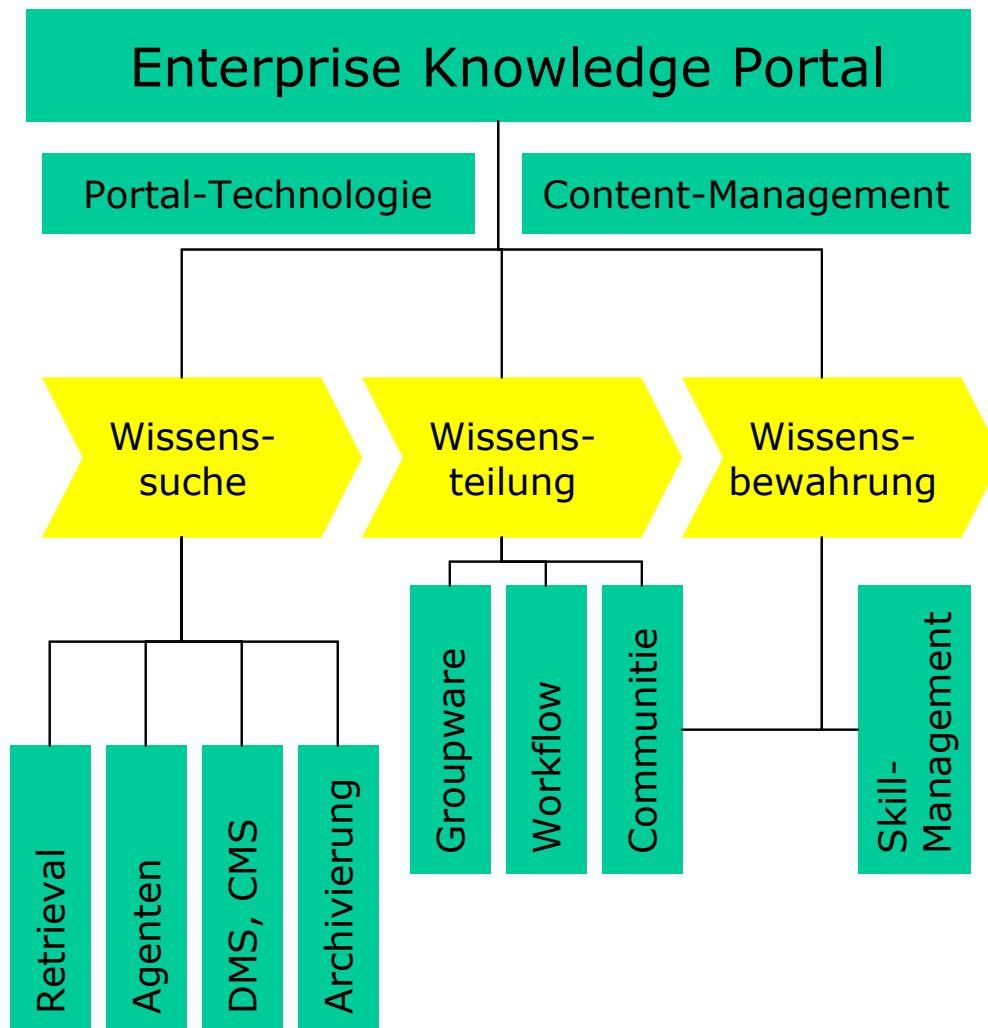 Enterprise Knowledge Portal
Portal-Technologie
Content-Management
Wissens-
suche
Wissens-
teilung
Wissens-
bewahrung
Retrieval
Agenten
DMS, CMS
Archivierung
Groupware
Workflow
Communitie
Skill-
Management